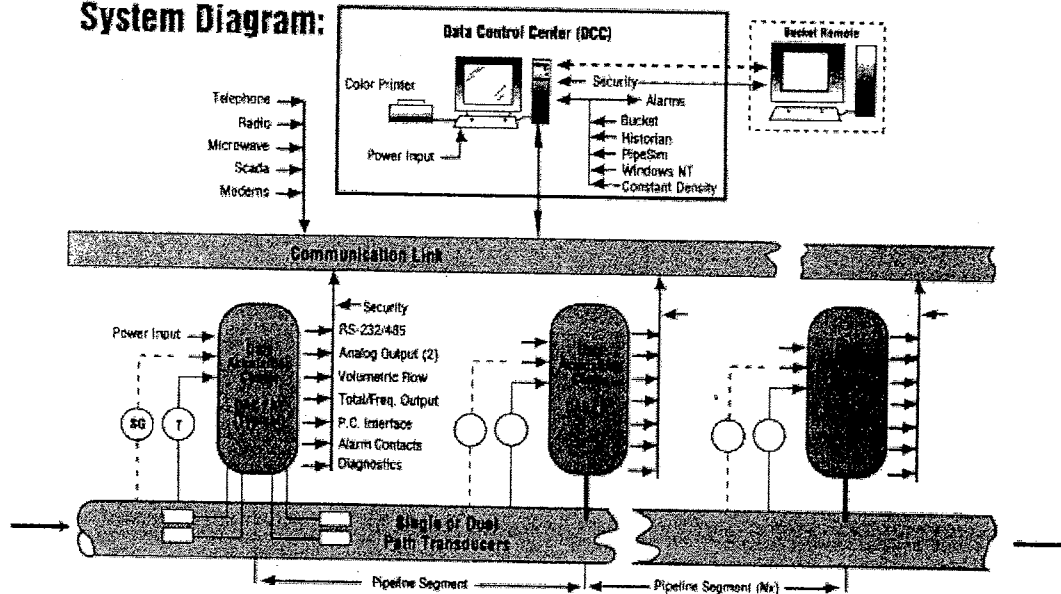 System Diagram:
Data Control Center (DCC)
Bucket Remote
Color Printer
Security
Alarms
Bucket
Historian
PipeSim
Windows NT
Constant Density
Power Input
Telephone
Radio
Microwave
Scada
Modems
Communication Link
Security
Power Input
RS-232/485
Analog Output (2)
Volumetric Flow
Total/Freq. Output
P.C. Interface
Alarm Contacts
Diagnostics
SG
T
Single or Dual
Path Transducers
Pipeline Segment
Pipeline Segment (Nx)